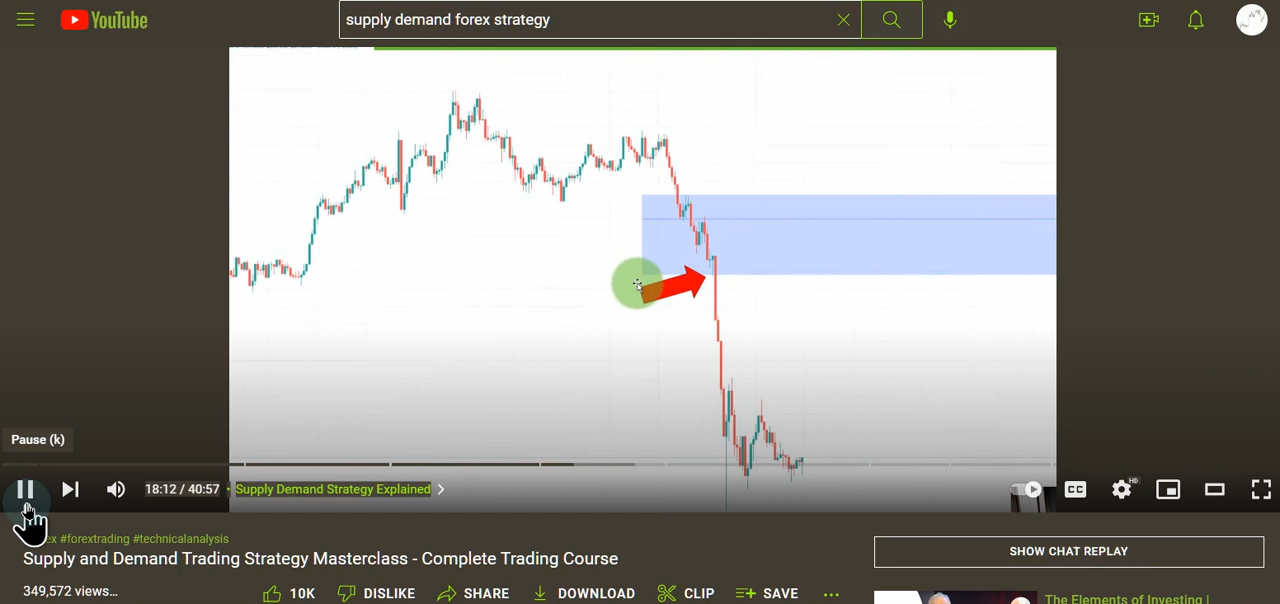 YouTube
supply demand forex strategy
Pause (k)
18:12 / 40:57 • Supply Demand Strategy Explained
CC
HD
#forextrading #technicalanalysis
Supply and Demand Trading Strategy Masterclass - Complete Trading Course
SHOW CHAT REPLAY
349,572 views...
10K
DISLIKE
SHARE
DOWNLOAD
CLIP
SAVE
The Elements of Investing |